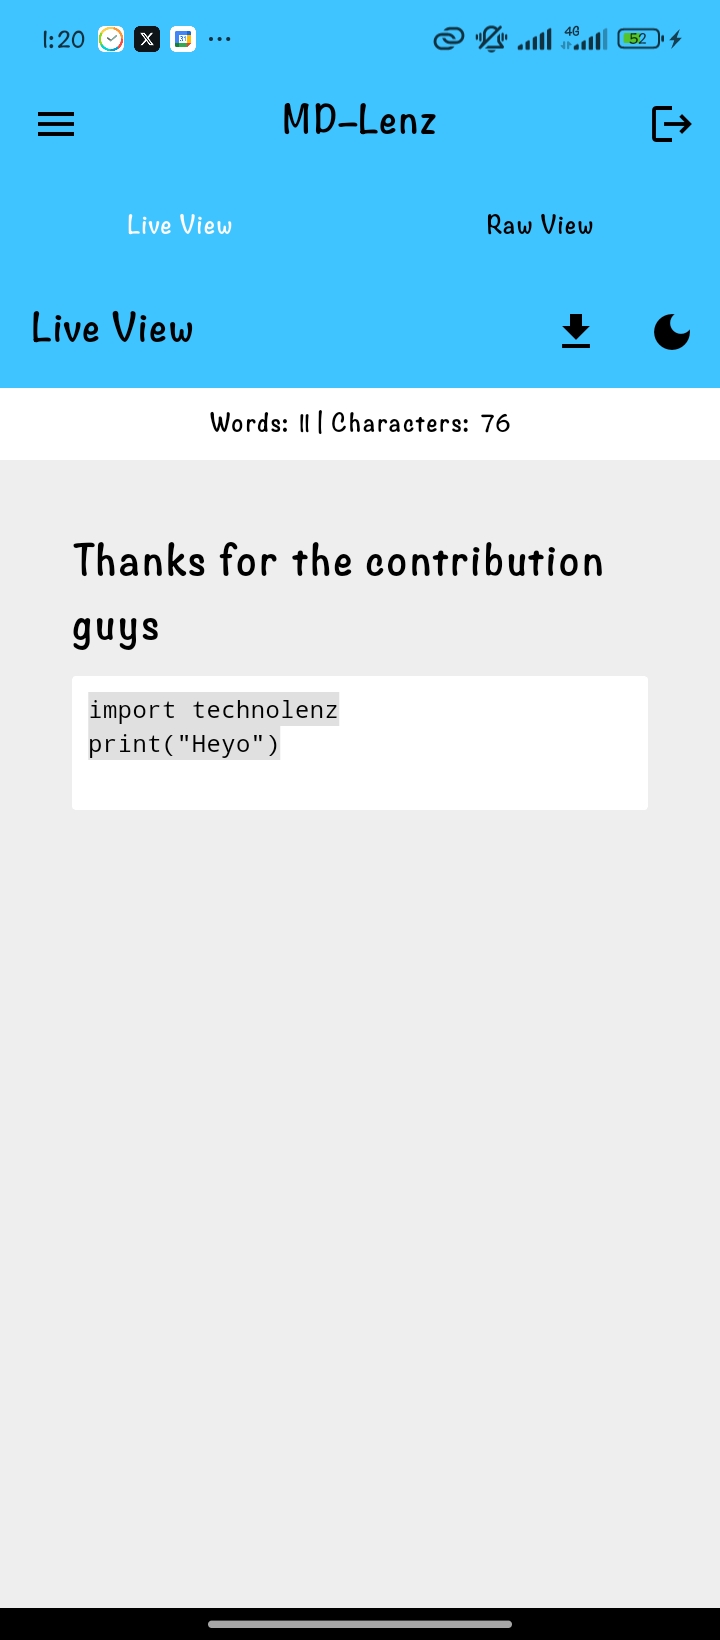 1:20
4G
52
MD-Lenz
Live View
Raw View
Live View
Words: 11 | Characters: 76
Thanks for the contribution
guys
import technolenz
print("Heyo")